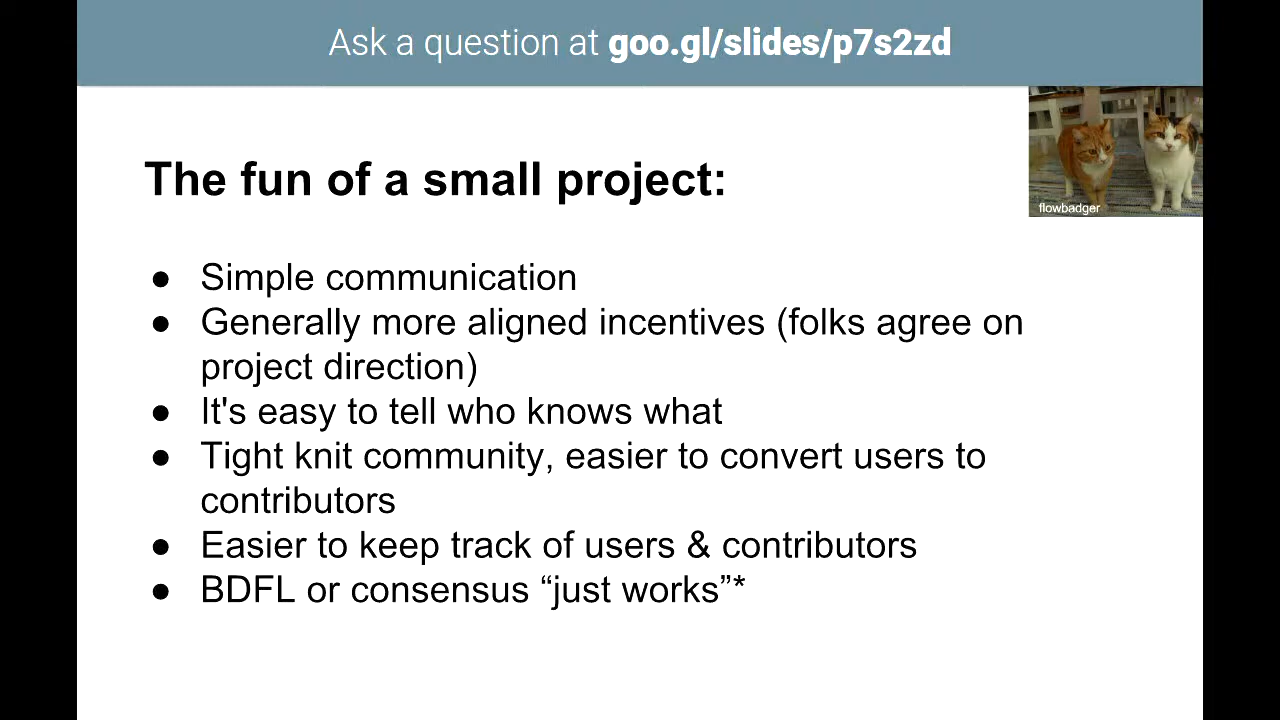 Ask a question at goo.gl/slides/p7s2zd
flowbadger
The fun of a small project:
● Simple communication
● Generally more aligned incentives (folks agree on
project direction)
● It's easy to tell who knows what
● Tight knit community, easier to convert users to
contributors
● Easier to keep track of users & contributors
● BDFL or consensus “just works”*